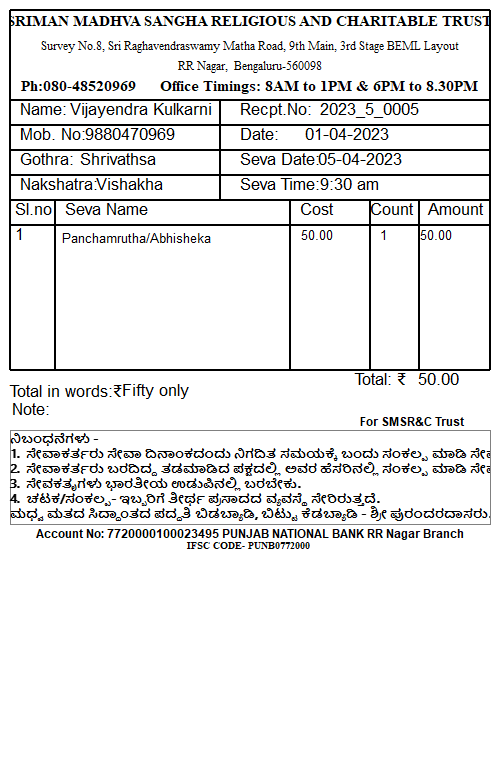 SRIMAN MADHVA SANGHA RELIGIOUS AND CHARITABLE TRUST
Survey No.8, Sri Raghavendraswamy Matha Road, 9th Main, 3rd Stage BEML Layout
RR Nagar, Bengaluru-560098
Ph:080-48520969 Office Timings: 8AM to 1PM & 6PM to 8.30PM
Name: Vijayendra Kulkarni Recpt.No: 2023_5_0005
Mob. No:9880470969 Date: 01-04-2023
Gothra: Shrivathsa Seva Date:05-04-2023
Nakshatra:Vishakha Seva Time:9:30 am
Sl.no Seva Name Cost Count Amount
1 Panchamrutha/Abhisheka 50.00 1 50.00
Total: ₹ 50.00
Total in words:₹Fifty only
Note:
For SMSR&C Trust
ನಿಬಂಧನೆಗಳು -
1. ಸೇವಾಕರ್ತರು ಸೇವಾ ದಿನಾಂಕದಂದು ನಿಗದಿತ ಸಮಯಕ್ಕೆ ಬಂದು ಸಂಕಲ್ಪ ಮಾಡಿ ಸೇವ
2. ಸೇವಾಕರ್ತರು ಬರದಿದ್ದ ತಡಮಾಡಿದ ಪಕ್ಷದಲ್ಲಿ ಅವರ ಹೆಸರಿನಲ್ಲಿ ಸಂಕಲ್ಪ ಮಾಡಿ ಸೇವ
3. ಸೇವಕತೃಗಳು ಭಾರತೀಯ ಉಡುಪಿನಲ್ಲಿ ಬರಬೇಕು.
4. ಚಟಕ/ಸಂಕಲ್ಪ- ಇಬ್ಬರಿಗೆ ತೀರ್ಥ ಪ್ರಸಾದದ ವ್ಯವಸ್ಥೆ ಸೇರಿರುತ್ತದೆ.
ಮಧ್ವ ಮತದ ಸಿದ್ಧಾಂತದ ಪದ್ಧತಿ ಬಿಡಬ್ಯಾಡಿ, ಬಿಟ್ಟು ಕೆಡಬ್ಯಾಡಿ - ಶ್ರೀ ಪುರಂದರದಾಸರು.
Account No: 7720000100023495 PUNJAB NATIONAL BANK RR Nagar Branch
IFSC CODE- PUNB0772000